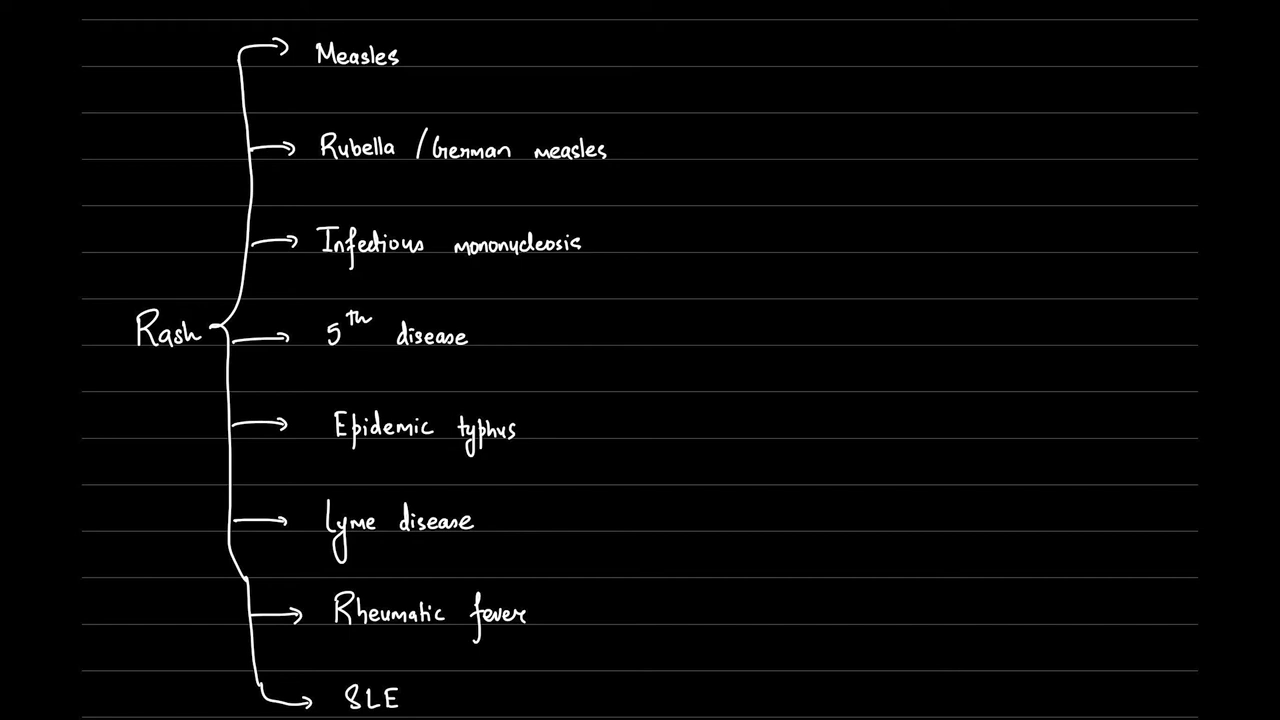 Measles
Rubella /German measles
Infectious mononucleosis
Rash
5th disease
Epidemic typhus
Lyme disease
Rheumatic fever
SLE